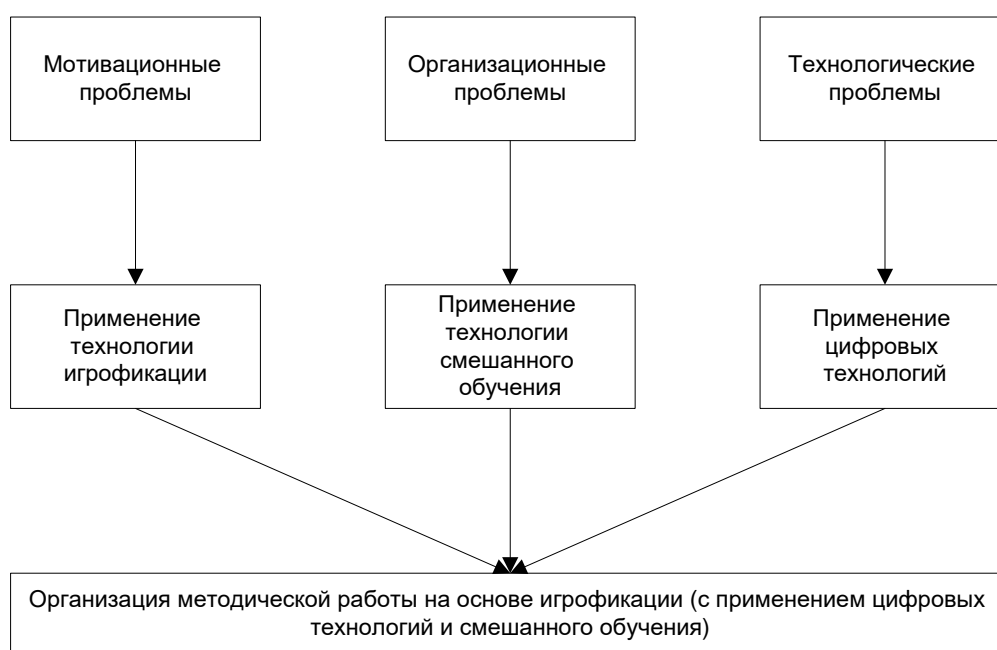 Мотивационные
проблемы
Организационные
проблемы
Технологические
проблемы
Применение
технологии
игрофикации
Применение
технологии
смешанного
обучения
Применение
цифровых
технологий
Организация методической работы на основе игрофикации (с применением цифровых
технологий и смешанного обучения)